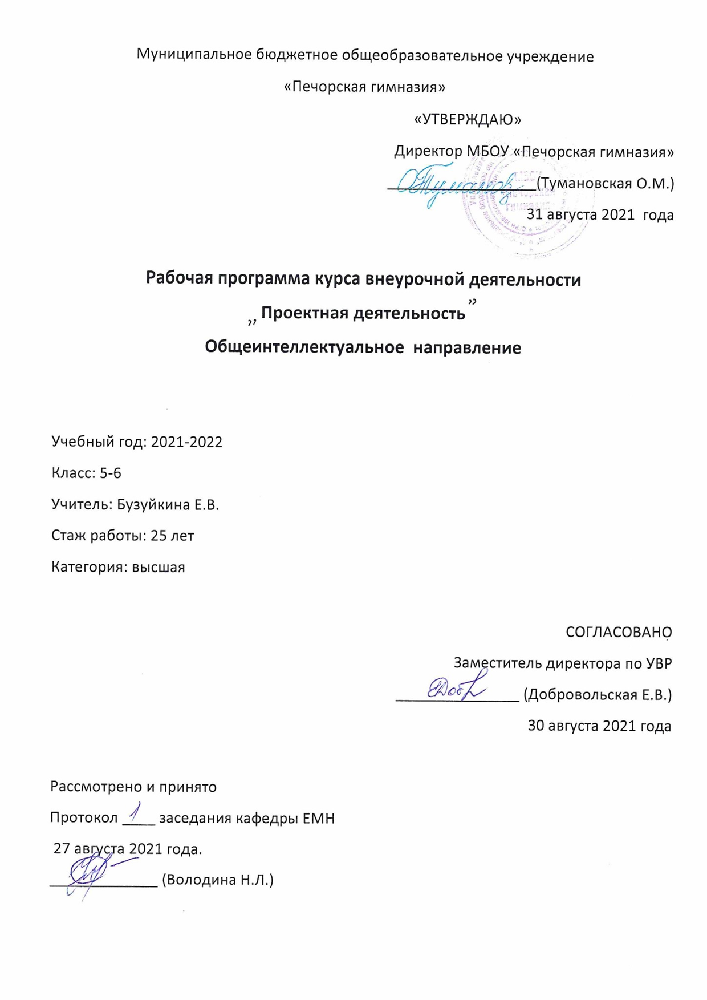 Муниципальное бюджетное общеобразовательное учреждение
«Печорская гимназия»
«УТВЕРЖДАЮ»
Директор МБОУ «Печорская гимназия»
(Тумановская О.М.)
31 августа 2021 года
Рабочая программа курса внеурочной деятельности
„ Проектная деятельность ”
Общеинтеллектуальное направление
Учебный год: 2021-2022
Класс: 5-6
Учитель: Бузуйкина Е.В.
Стаж работы: 25 лет
Категория: высшая
СОГЛАСОВАНО
Заместитель директора по УВР
(Добровольская Е.В.)
30 августа 2021 года
Рассмотрено и принято
Протокол 1 заседания кафедры ЕМН
27 августа 2021 года.
(Володина Н.Л.)